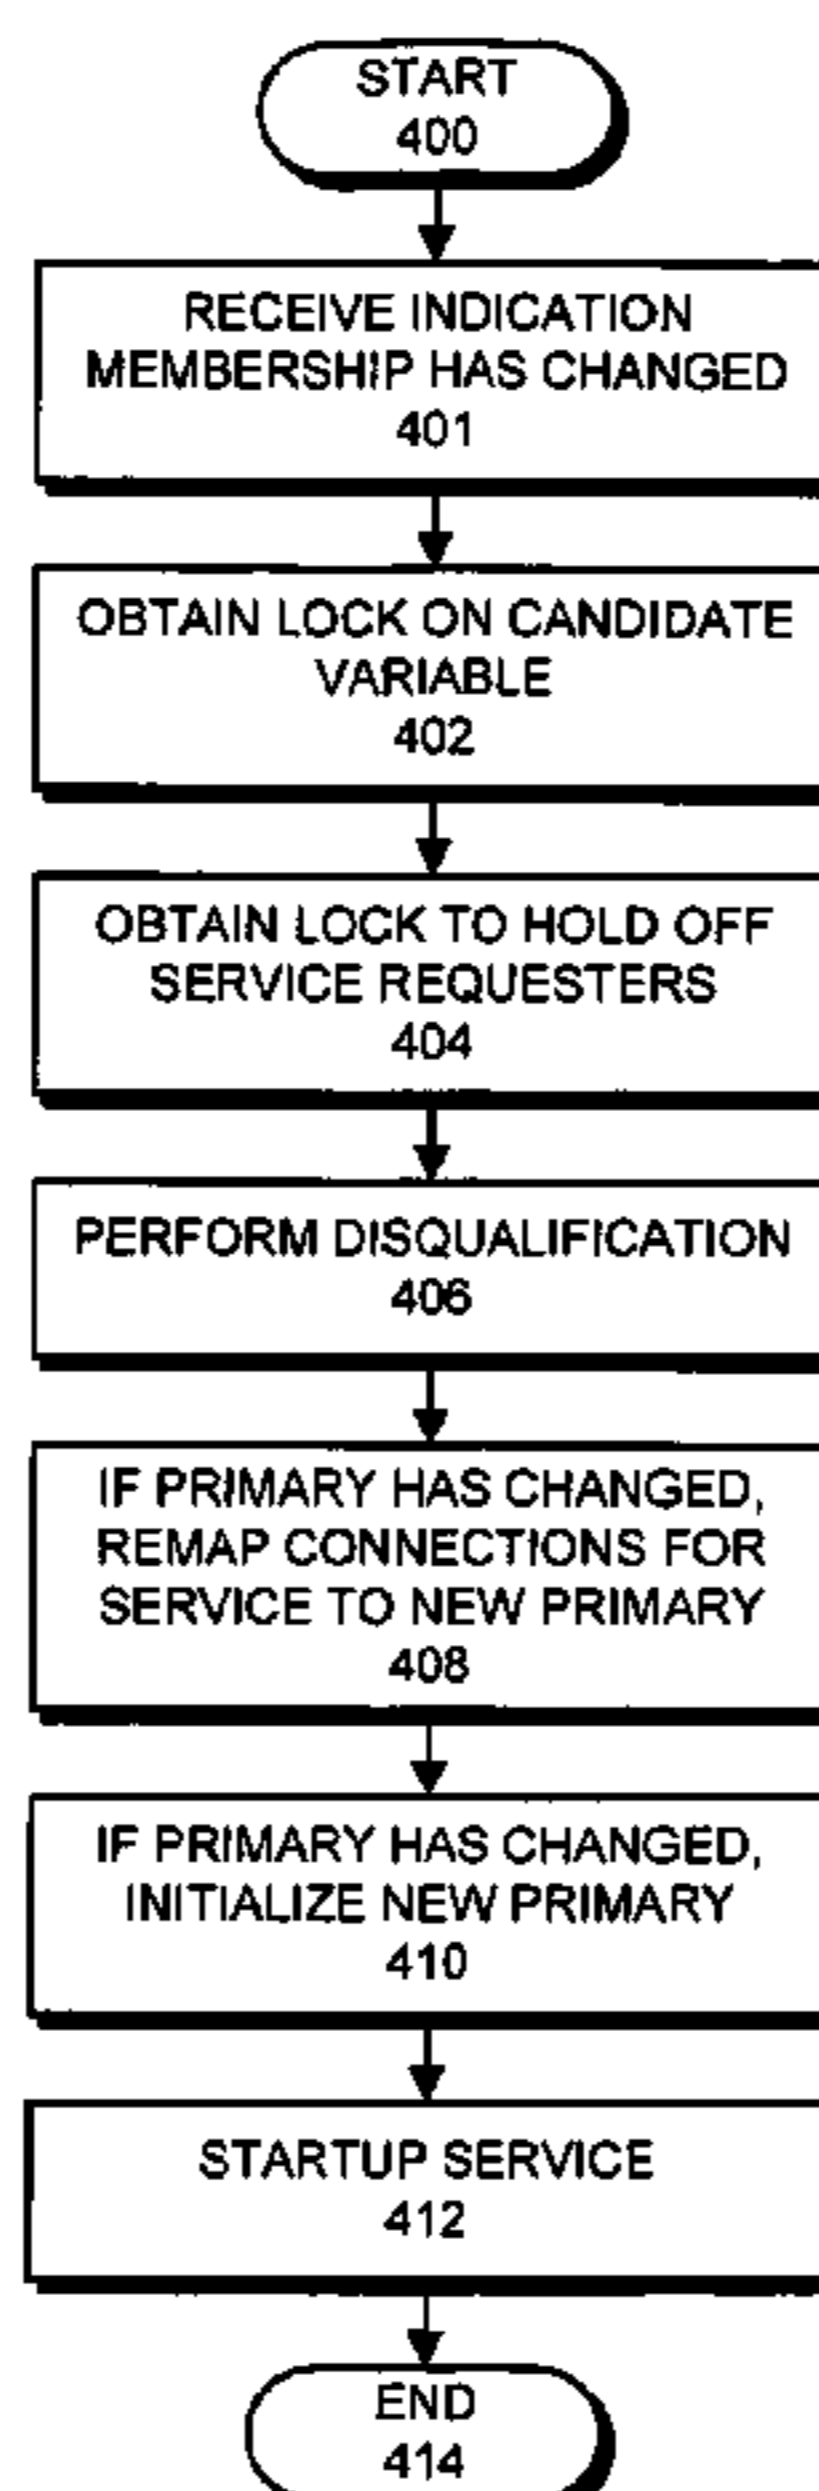 START
400
RECEIVE INDICATION
MEMBERSHIP HAS CHANGED
401
OBTAIN LOCK ON CANDIDATE
VARIABLE
402
OBTAIN LOCK TO HOLD OFF
SERVICE REQUESTERS
404
PERFORM DISQUALIFICATION
406
IF PRIMARY HAS CHANGED,
REMAP CONNECTIONS FOR
SERVICE TO NEW PRIMARY
408
IF PRIMARY HAS CHANGED,
INITIALIZE NEW PRIMARY
410
STARTUP SERVICE
412
END
414